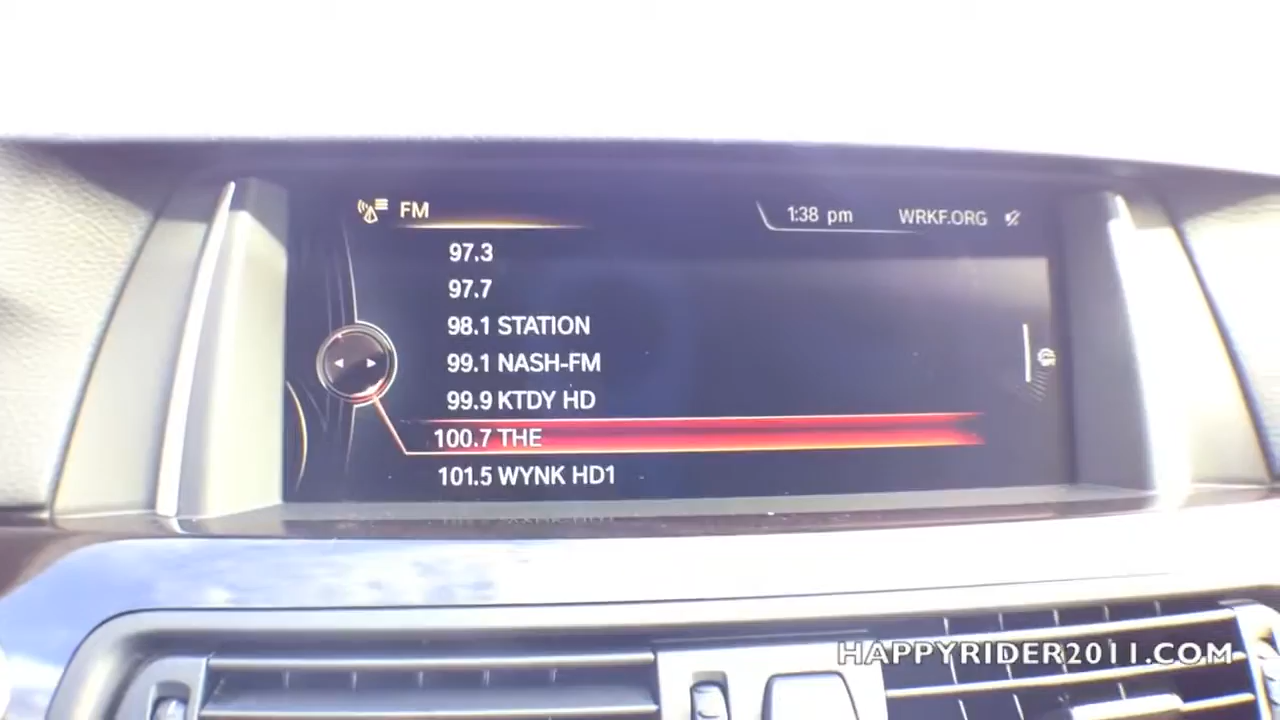 FM
1:38 pm WRKF.ORG
97.3
97.7
98.1 STATION
99.1 NASH-FM
99.9 KTDY HD
100.7 THE
101.5 WYNK HD1
HAPPYRIDER2011.COM